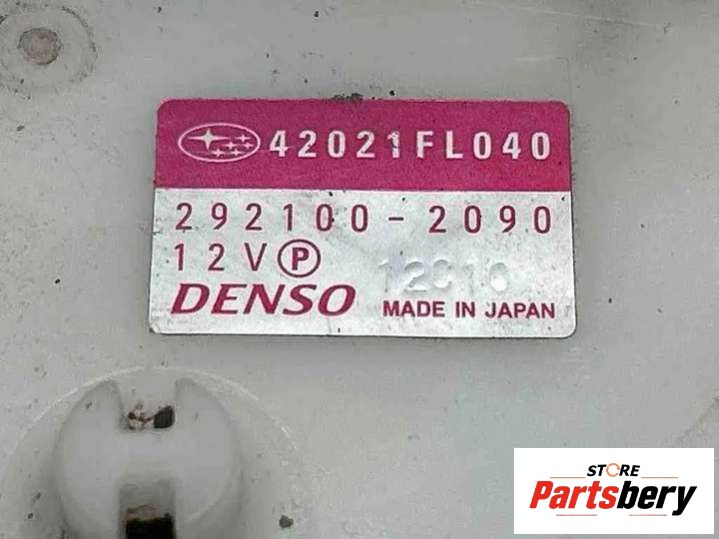 42021FL040
292100-2090
12V P
DENSO
MADE IN JAPAN
STORE
Partsbery